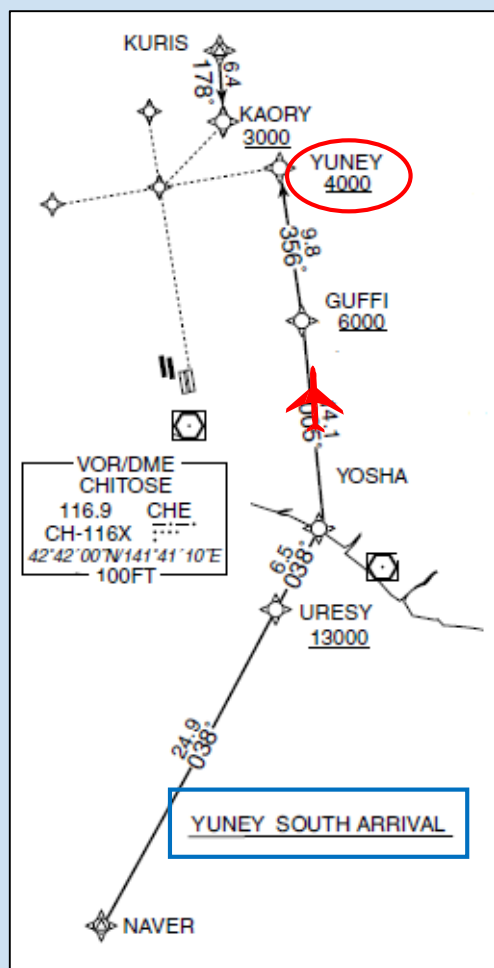 KURIS
6.4
178°
KAORY
3000
YUNEY
4000
9.8
356°
GUFFI
6000
YOSHA
VOR/DME
CHITOSE
116.9 CHE
CH-116X
42°42´00″N/141°41´10″E
100FT
6.5
038°
URESY
13000
24.9
038°
YUNEY SOUTH ARRIVAL
NAVER